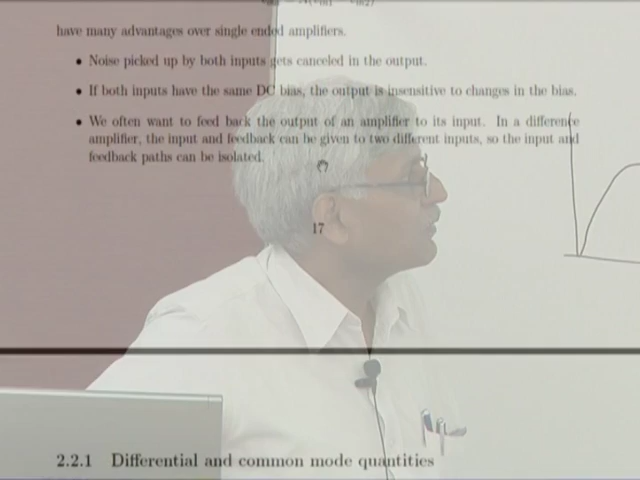 have many advantages over single ended amplifiers.
• Noise picked up by both inputs gets canceled in the output.
• If both inputs have the same DC bias, the output is insensitive to changes in the bias.
• We often want to feed back the output of an amplifier to its input. In a difference
amplifier, the input and feedback can be given to two different inputs, so the input and
feedback paths can be isolated.
17
2.2.1 Differential and common mode quantities